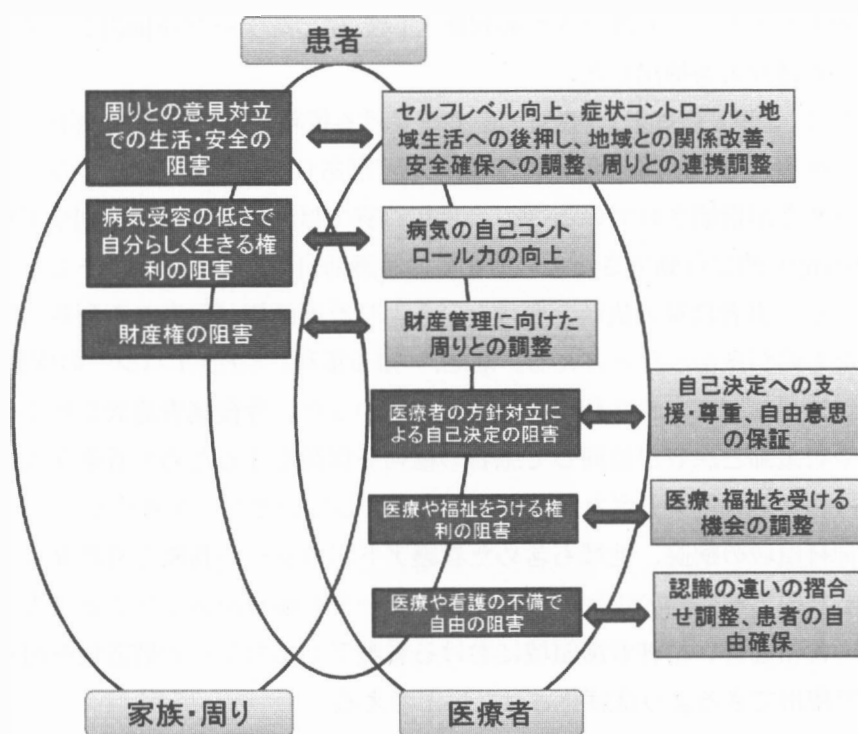 患者
周りとの意見対立
での生活・安全の
阻害
セルフレベル向上、症状コントロール、地
域生活への後押し、地域との関係改善、
安全確保への調整、周りとの連携調整
病気受容の低さで
自分らしく生きる権
利の阻害
病気の自己コント
ロール力の向上
財産権の阻害
財産管理に向けた
周りとの調整
医療者の方針対立に
よる自己決定の阻害
自己決定への支
援・尊重、自由意思
の保証
医療や福祉をうける権
利の阻害
医療・福祉を受ける
機会の調整
医療や看護の不備で
自由の阻害
認識の違いの摺合
せ調整、患者の自
由確保
家族・周り
医療者